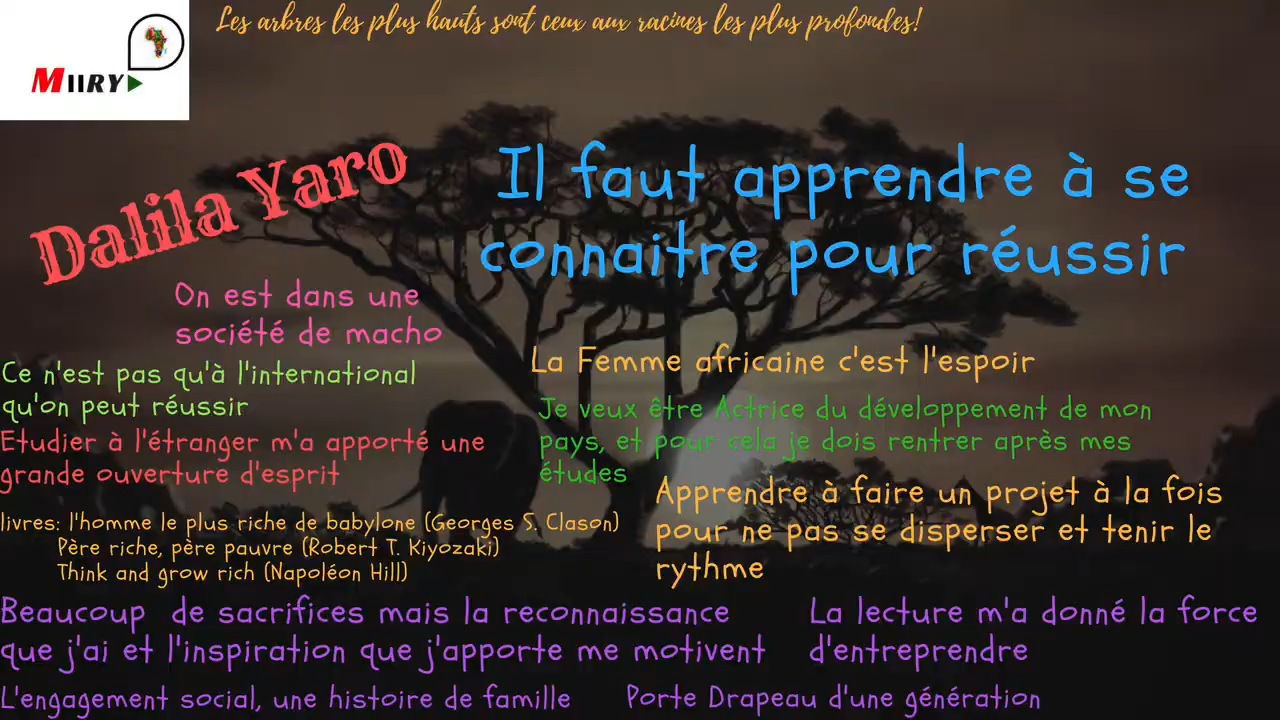 Les arbres les plus hauts sont ceux aux racines les plus profondes!
MIIRY
Dalila Yaro
Il faut apprendre à se
connaitre pour réussir
On est dans une
société de macho
La Femme africaine c'est l'espoir
Ce n'est pas qu'à l'international
qu'on peut réussir
Je veux être Actrice du développement de mon
pays, et pour cela je dois rentrer après mes
études
Etudier à l'étranger m'a apporté une
grande ouverture d'esprit
Apprendre à faire un projet à la fois
pour ne pas se disperser et tenir le
rythme
livres: l'homme le plus riche de babylone (Georges S. Clason)
Père riche, père pauvre (Robert T. Kiyozaki)
Think and grow rich (Napoléon Hill)
Beaucoup de sacrifices mais la reconnaissance
que j'ai et l'inspiration que j'apporte me motivent
La lecture m'a donné la force
d'entreprendre
L'engagement social, une histoire de famille
Porte Drapeau d'une génération